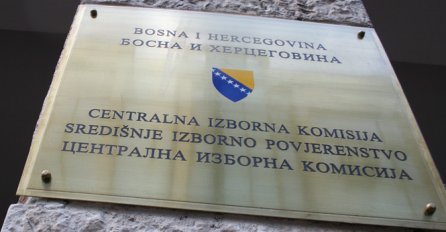 BOSNA I HERCEGOVINA
БОСНА И ХЕРЦЕГОВИНА
CENTRALNA IZBORNA KOMISIJA
SREDIŠNJE IZBORNO POVJERENSTVO
ЦЕНТРАЛНА ИЗБОРНА КОМИСИЈА